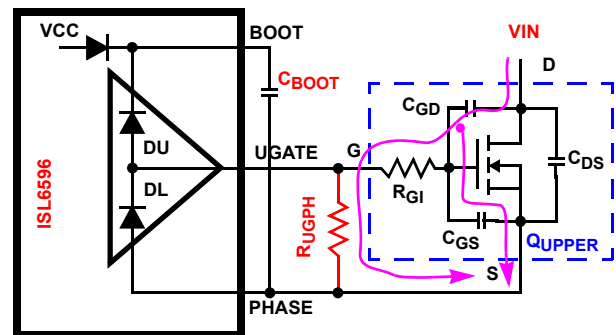 VCC
BOOT
VIN
D
CBOOT
CGD
DU
UGATE
G
CDS
DL
RGI
ISL6596
RUGPH
CGS
QUPPER
S
PHASE